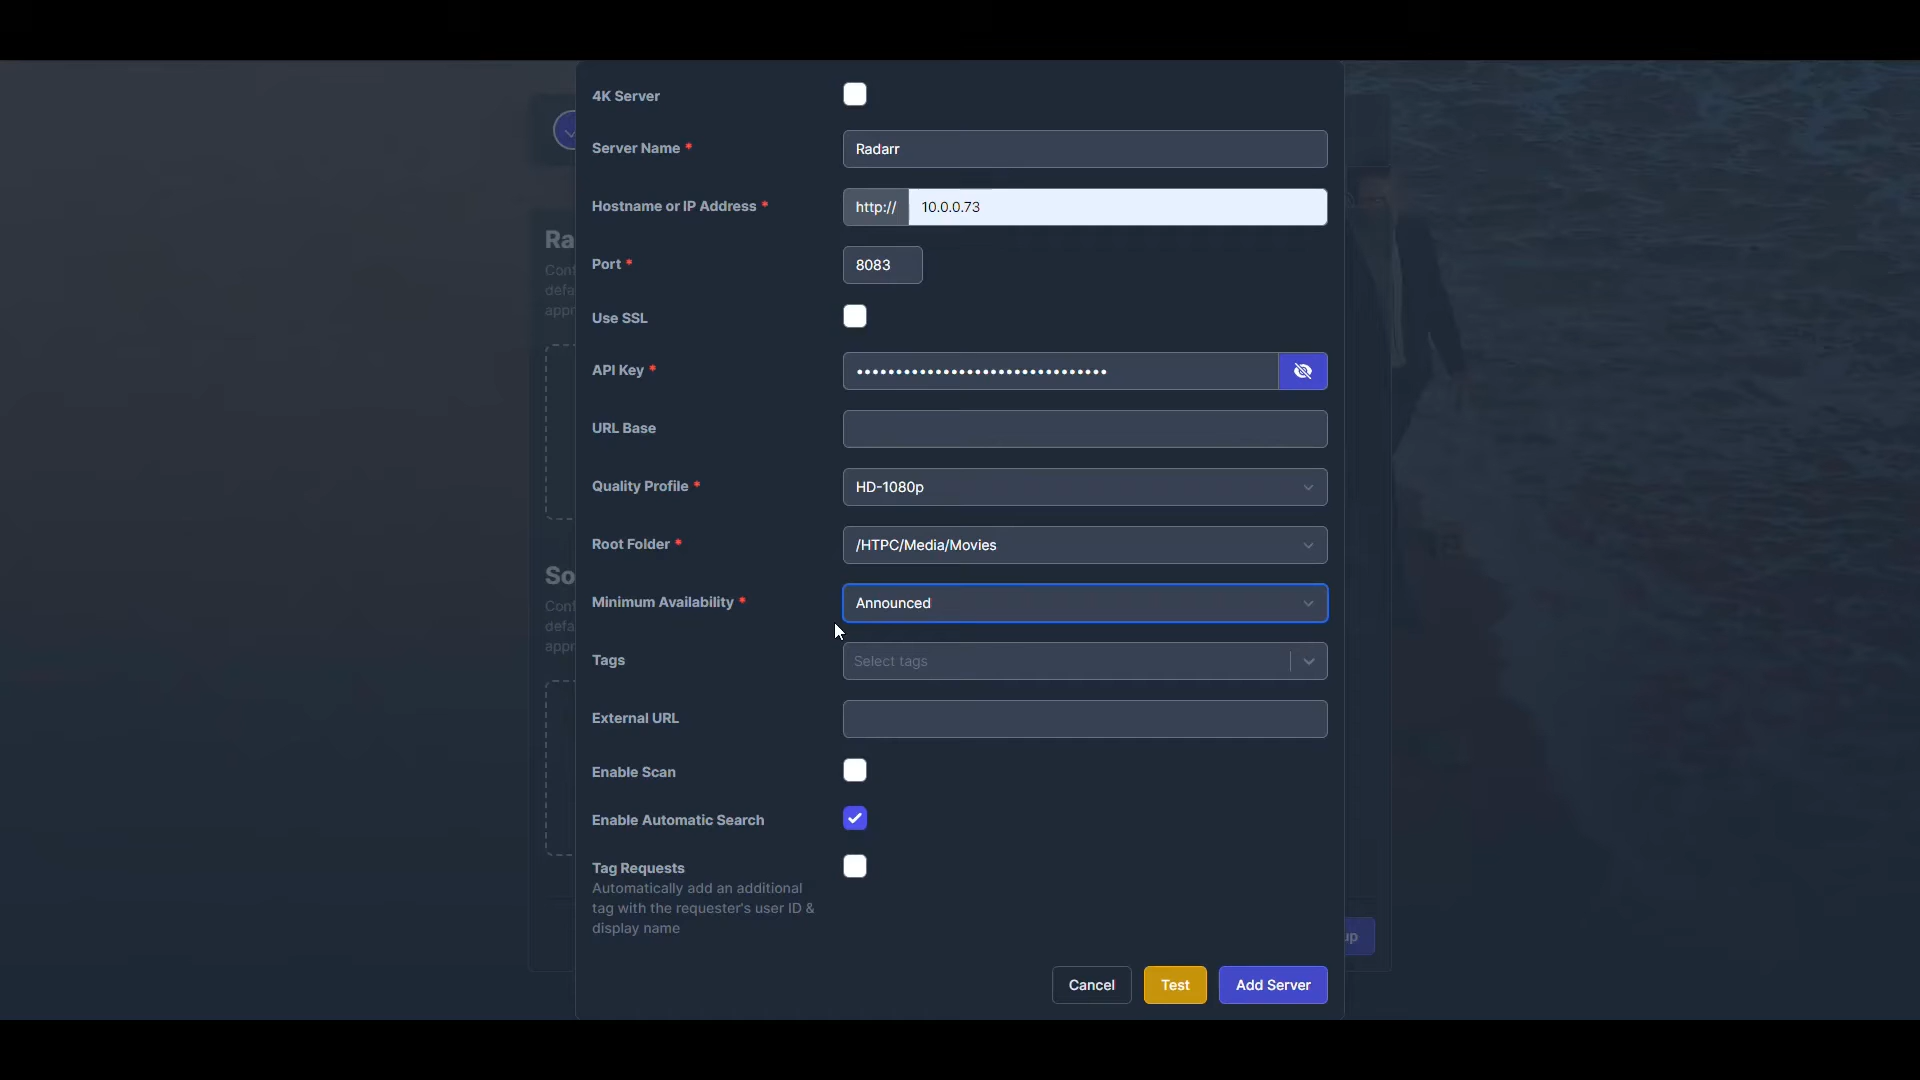 4K Server
Server Name *
Radarr
Hostname or IP Address *
http:// 10.0.0.73
Port *
8083
Use SSL
API Key *
••••••••••••••••••••••••••••••••
URL Base
Quality Profile *
HD-1080p
Root Folder *
/HTPC/Media/Movies
Minimum Availability *
Announced
Tags
Select tags
External URL
Enable Scan
Enable Automatic Search
Tag Requests
Automatically add an additional
tag with the requester's user ID &
display name
Cancel Test Add Server
Ra
Con
defa
appr
So
Con
defa
appr
up